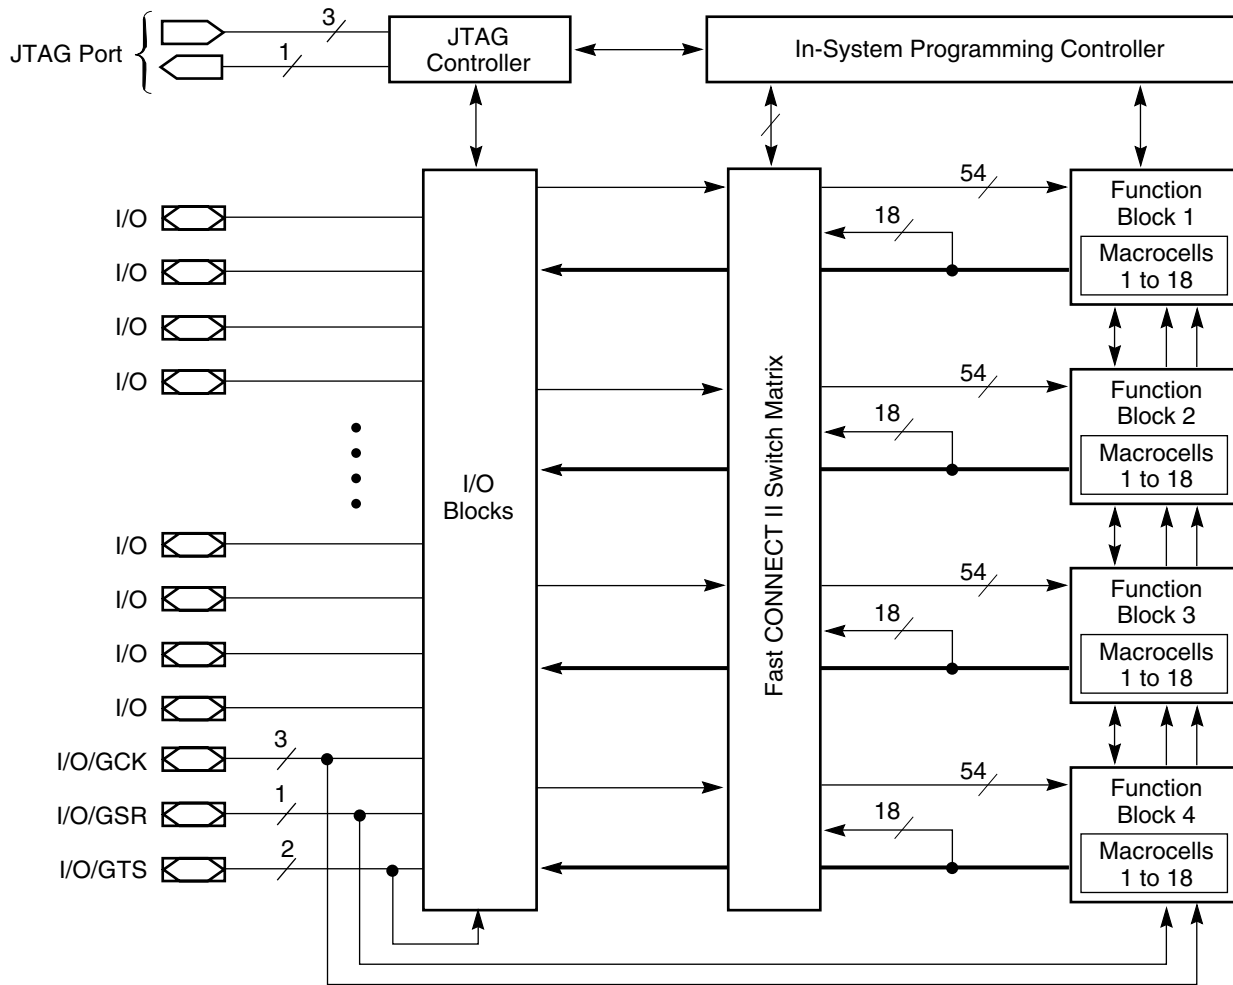 JTAG Port
3
1
JTAG
Controller
In-System Programming Controller
I/O
I/O
I/O
I/O
I/O
I/O
I/O
I/O
I/O/GCK
3
I/O/GSR
1
I/O/GTS
2
I/O
Blocks
Fast CONNECT II Switch Matrix
54
18
Function
Block 1
Macrocells
1 to 18
54
18
Function
Block 2
Macrocells
1 to 18
54
18
Function
Block 3
Macrocells
1 to 18
54
18
Function
Block 4
Macrocells
1 to 18